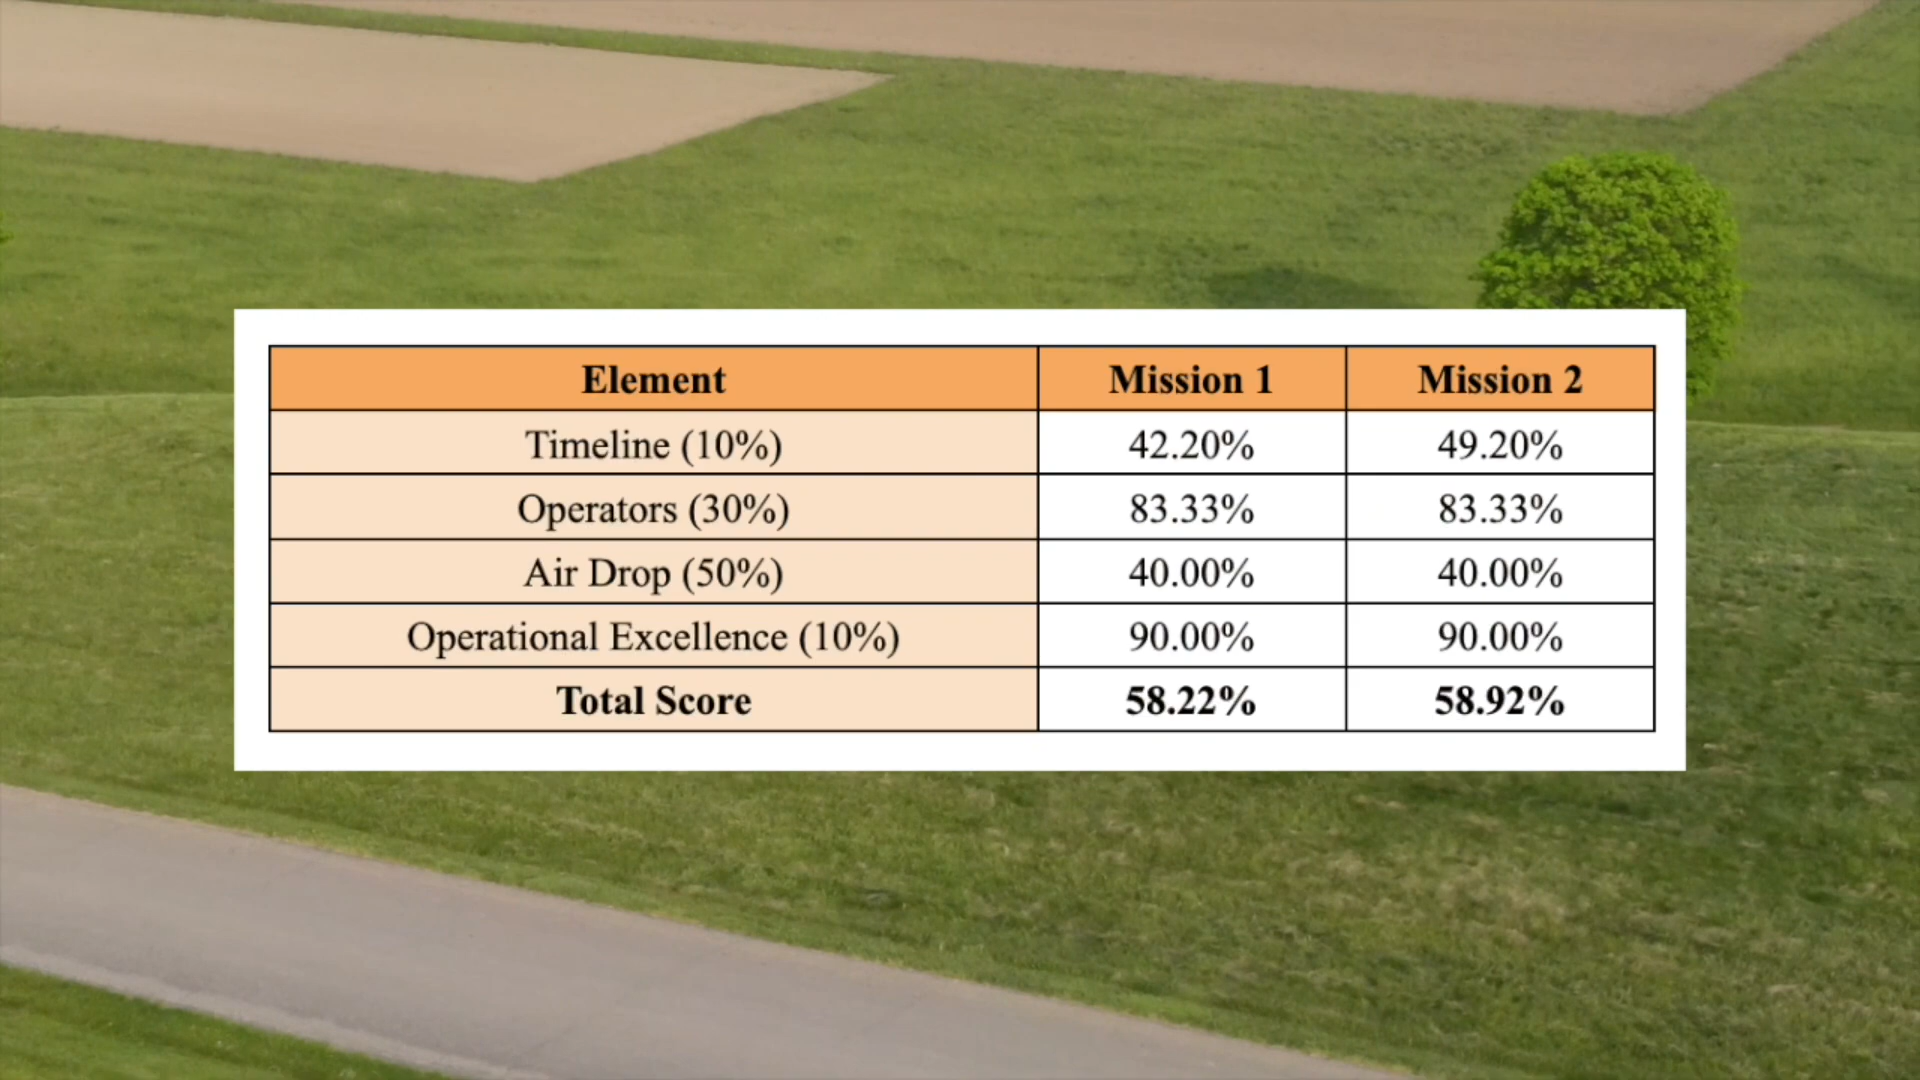 Element Mission 1 Mission 2
Timeline (10%) 42.20% 49.20%
Operators (30%) 83.33% 83.33%
Air Drop (50%) 40.00% 40.00%
Operational Excellence (10%) 90.00% 90.00%
Total Score 58.22% 58.92%